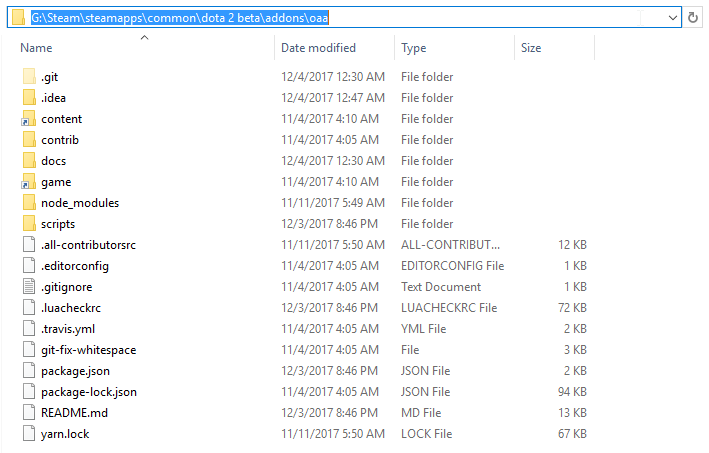 G:\Steam\steamapps\common\dota 2 beta\addons\oaa
Name Date modified Type Size
.git 12/4/2017 12:30 AM File folder
.idea 12/4/2017 12:47 AM File folder
content 11/4/2017 4:10 AM File folder
contrib 11/4/2017 4:05 AM File folder
docs 12/4/2017 12:30 AM File folder
game 11/4/2017 4:10 AM File folder
node_modules 11/11/2017 5:49 AM File folder
scripts 12/3/2017 8:46 PM File folder
.all-contributorsrc 11/11/2017 5:50 AM ALL-CONTRIBUT... 12 KB
.editorconfig 11/4/2017 4:05 AM EDITORCONFIG File 1 KB
.gitignore 11/4/2017 4:05 AM Text Document 1 KB
.luacheckrc 12/3/2017 8:46 PM LUACHECKRC File 72 KB
.travis.yml 11/4/2017 4:05 AM YML File 2 KB
git-fix-whitespace 11/4/2017 4:05 AM File 3 KB
package.json 12/3/2017 8:46 PM JSON File 2 KB
package-lock.json 11/4/2017 4:05 AM JSON File 94 KB
README.md 12/3/2017 8:46 PM MD File 13 KB
yarn.lock 11/11/2017 5:50 AM LOCK File 67 KB